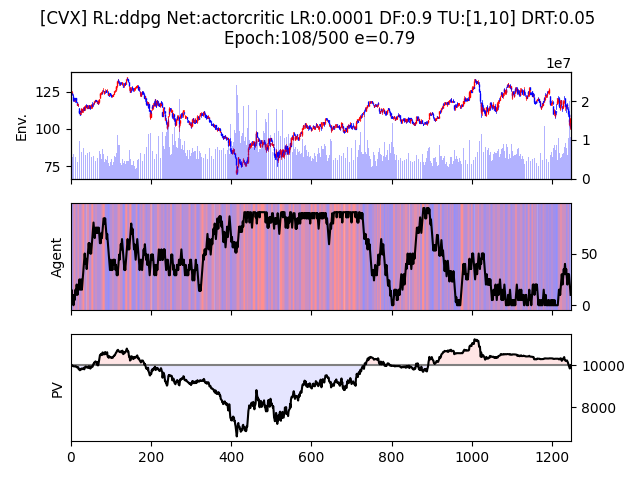 [CVX] RL:ddpg Net:actorcritic LR:0.0001 DF:0.9 TU:[1,10] DRT:0.05
Epoch:108/500 e=0.79
1e7
Env.
125
100
75
2
1
0
Agent
50
0
PV
10000
8000
0 200 400 600 800 1000 1200